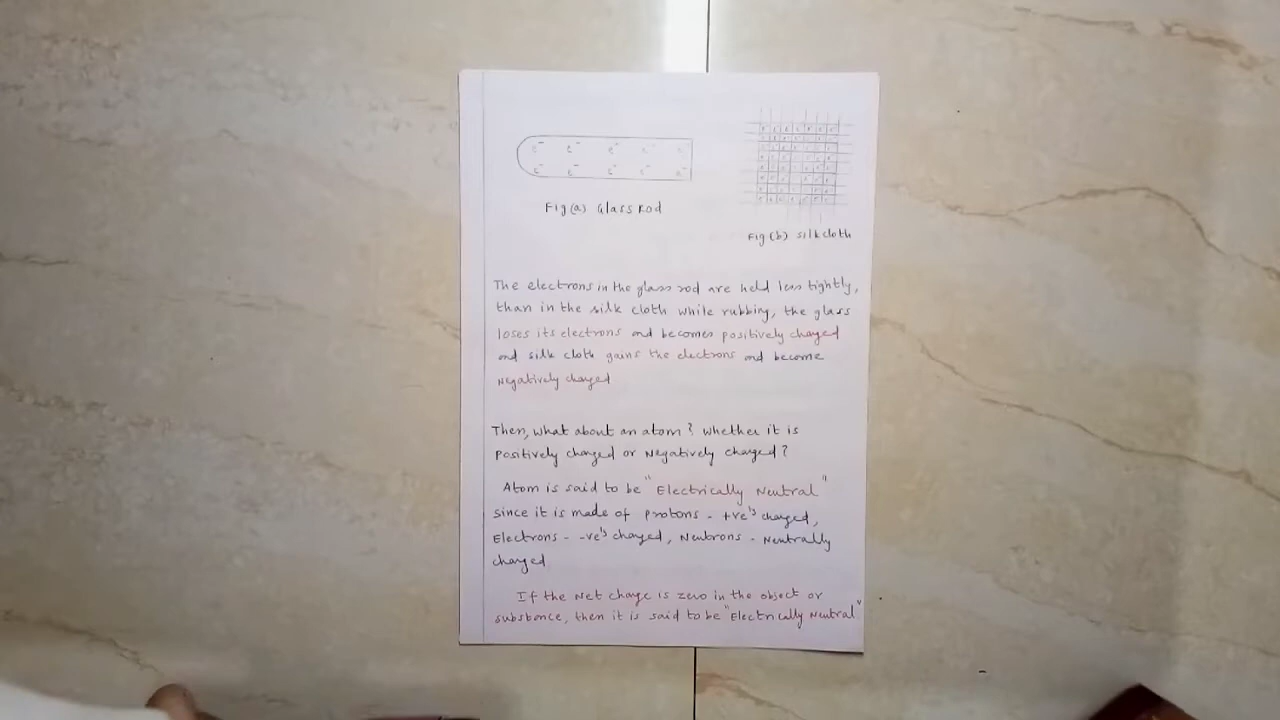 e⁻ e⁻ e⁻ e⁻ e⁻
e⁻ e⁻ e⁻ e⁻ e⁻
Fig (a) Glass Rod
Fig (b) silk cloth
The electrons in the glass rod are held less tightly,
than in the silk cloth while rubbing, the glass
loses its electrons and becomes positively charged
and silk cloth gains the electrons and become
Negatively charged
Then, what about an atom? whether it is
Positively charged or Negatively charged?
Atom is said to be "Electrically Neutral"
since it is made of protons - +ve's charged,
Electrons - -ve's charged, Neutrons - Neutrally
charged
If the Net charge is zero in the object or
substance, then it is said to be "Electrically Neutral"